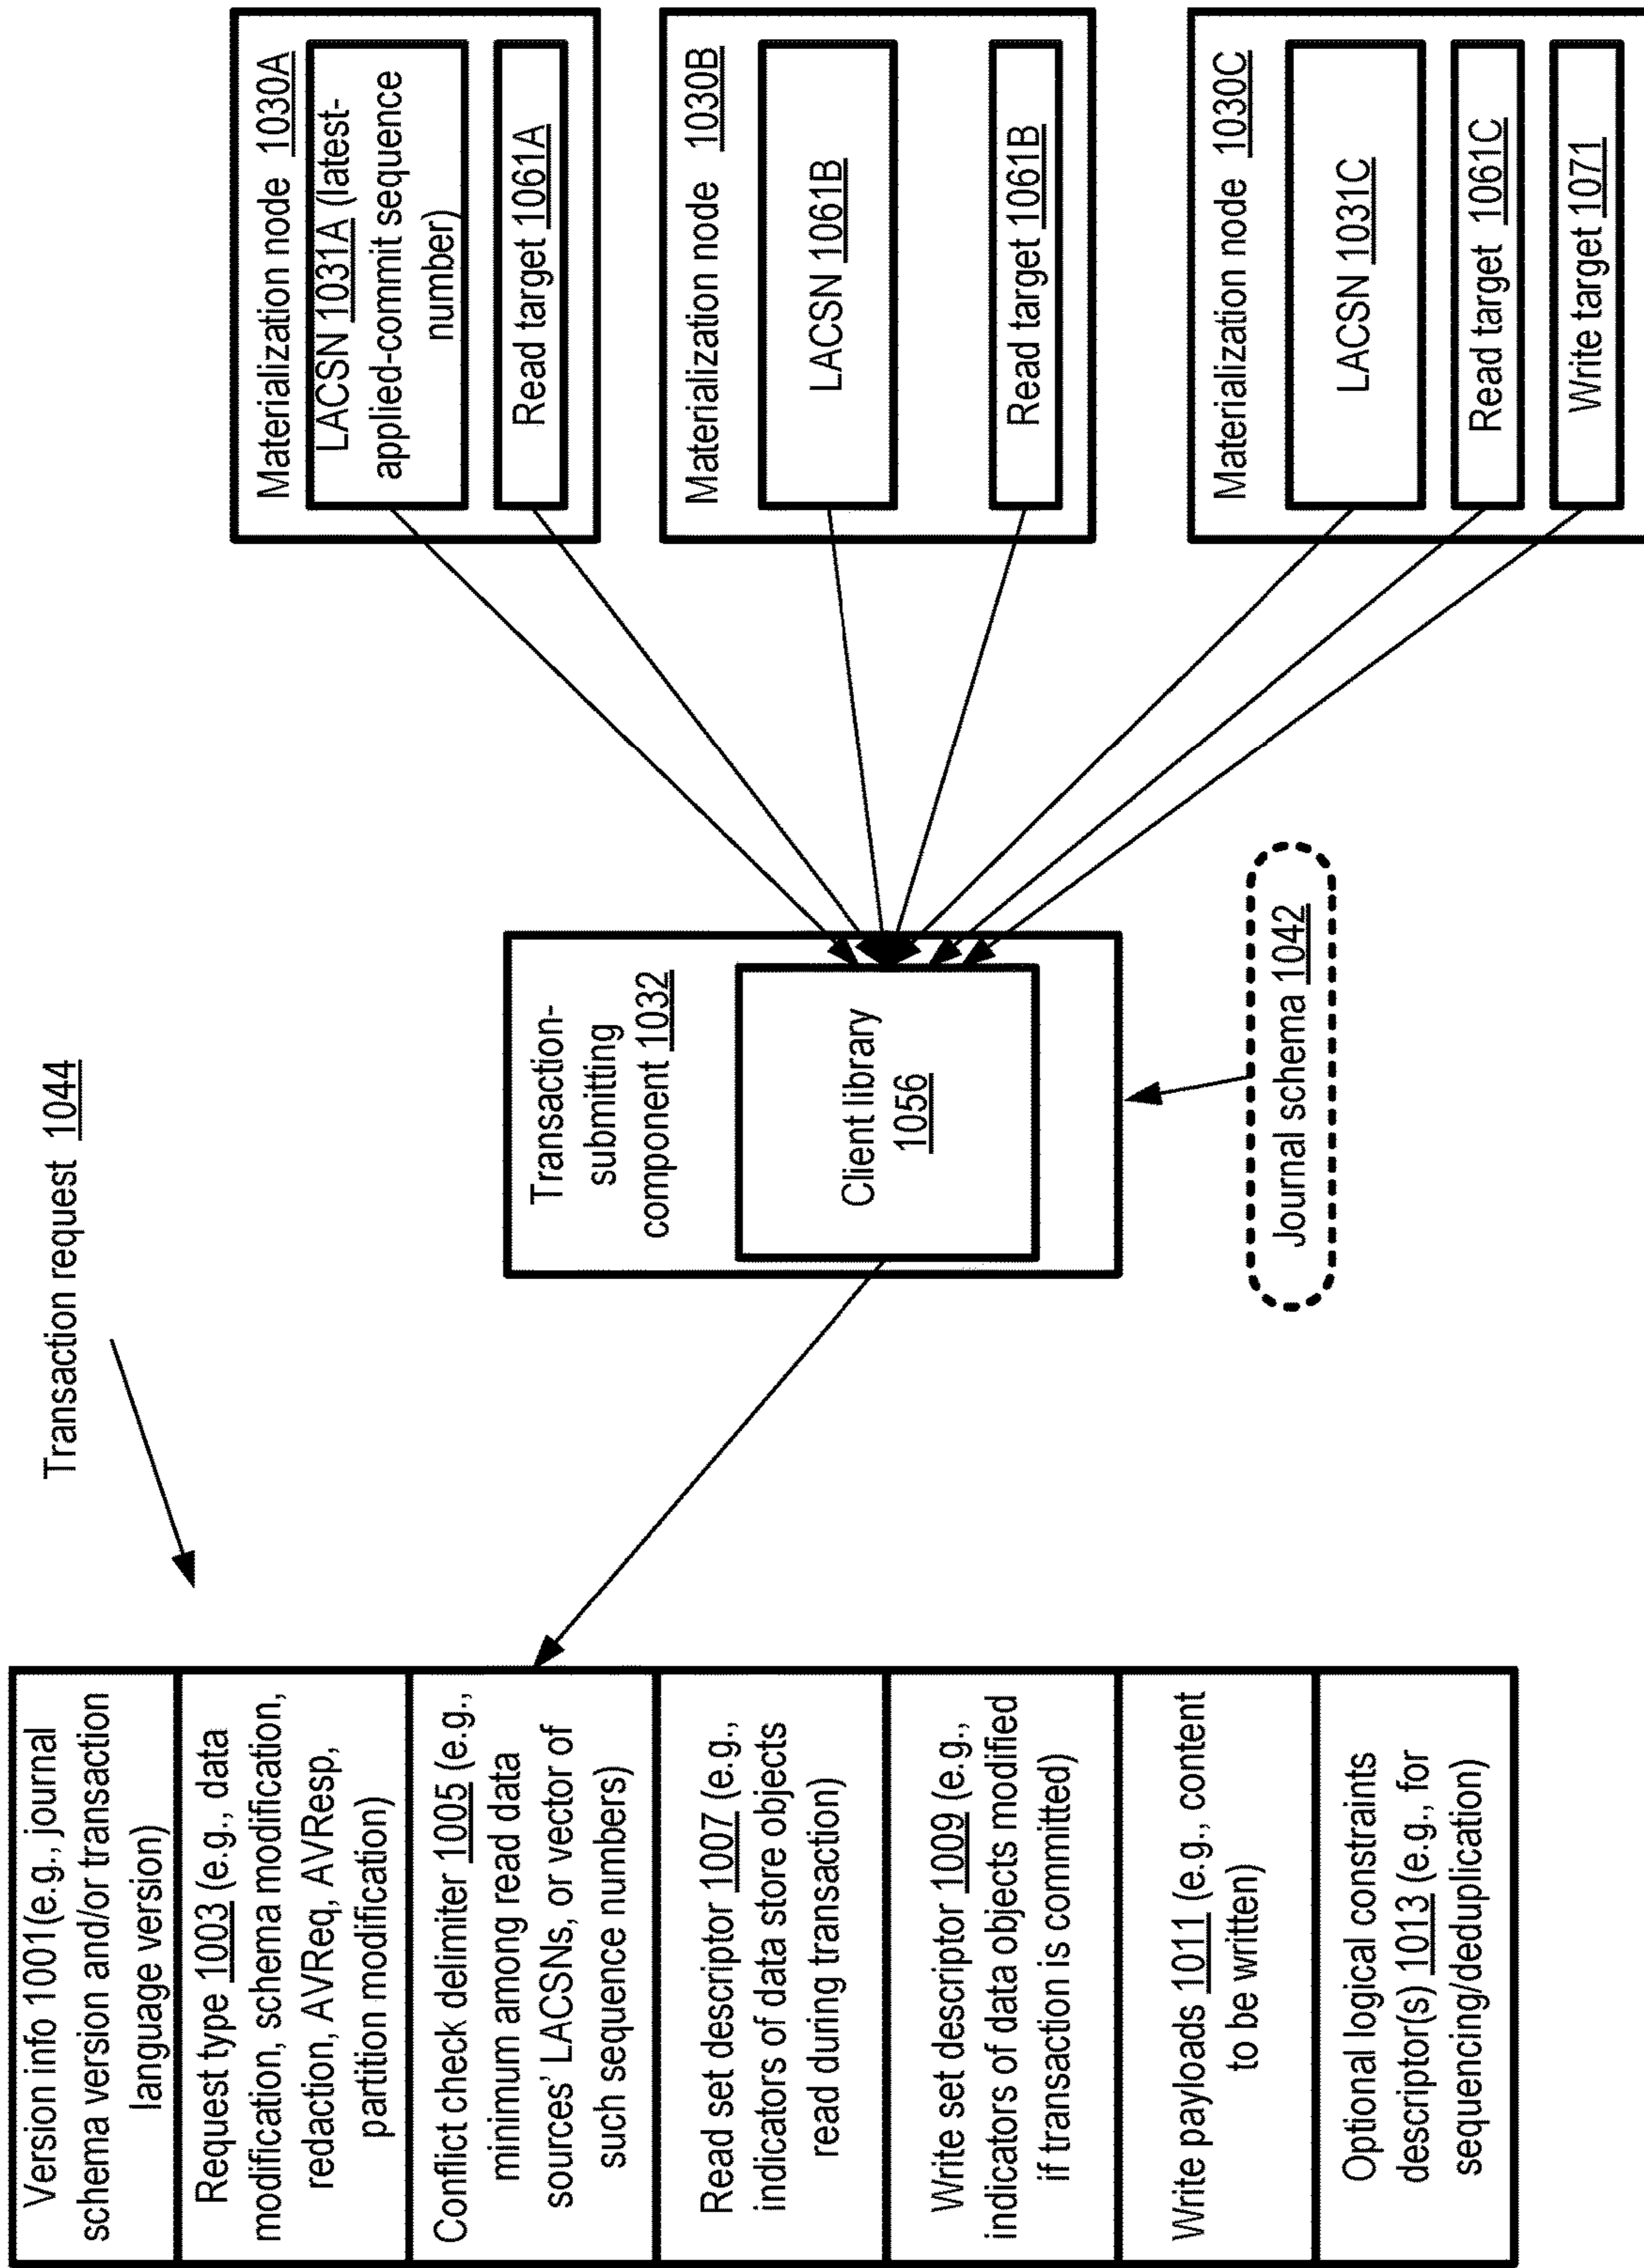 Transaction request 1044
Version info 1001(e.g., journal
schema version and/or transaction
language version)
Request type 1003 (e.g., data
modification, schema modification,
redaction, AVReq, AVResp,
partition modification)
Conflict check delimiter 1005 (e.g.,
minimum among read data
sources' LACSNs, or vector of
such sequence numbers)
Read set descriptor 1007 (e.g.,
indicators of data store objects
read during transaction)
Write set descriptor 1009 (e.g.,
indicators of data objects modified
if transaction is committed)
Write payloads 1011 (e.g., content
to be written)
Optional logical constraints
descriptor(s) 1013 (e.g., for
sequencing/deduplication)
Transaction-
submitting
component 1032
Client library
1056
Journal schema 1042
Materialization node 1030A
LACSN 1031A (latest-
applied-commit sequence
number)
Read target 1061A
Materialization node 1030B
LACSN 1061B
Read target 1061B
Materialization node 1030C
LACSN 1031C
Read target 1061C
Write target 1071